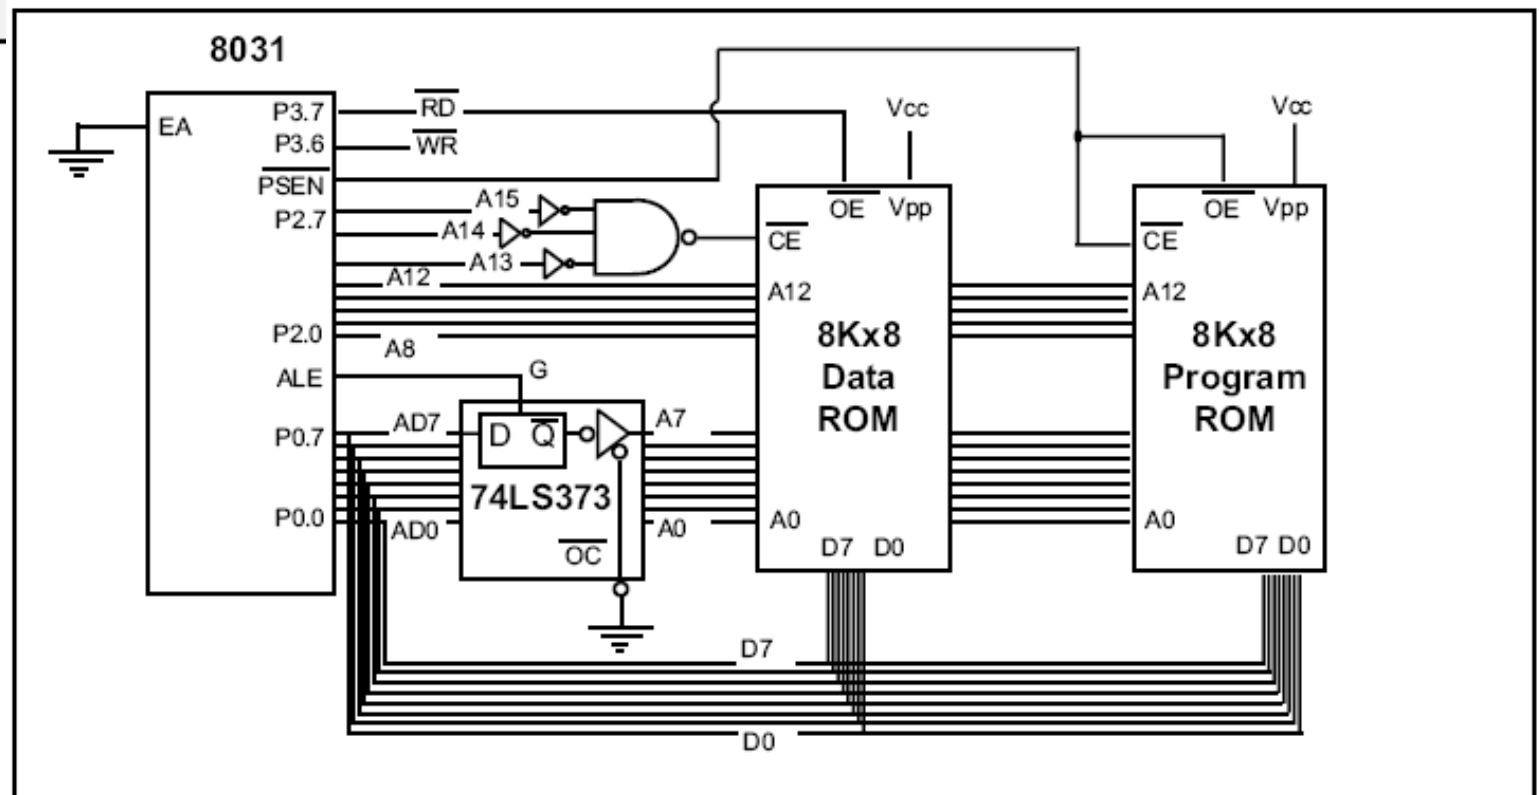 8031
EA
P3.7
P3.6
PSEN
P2.7
P2.0
ALE
P0.7
P0.0
RD
WR
A15
A14
A13
A12
A8
G
AD7
AD0
D Q
74LS373
OC
A7
A0
Vcc
OE Vpp
CE
A12
8Kx8
Data
ROM
A0
D7 D0
Vcc
OE Vpp
CE
A12
8Kx8
Program
ROM
A0
D7 D0
D7
D0